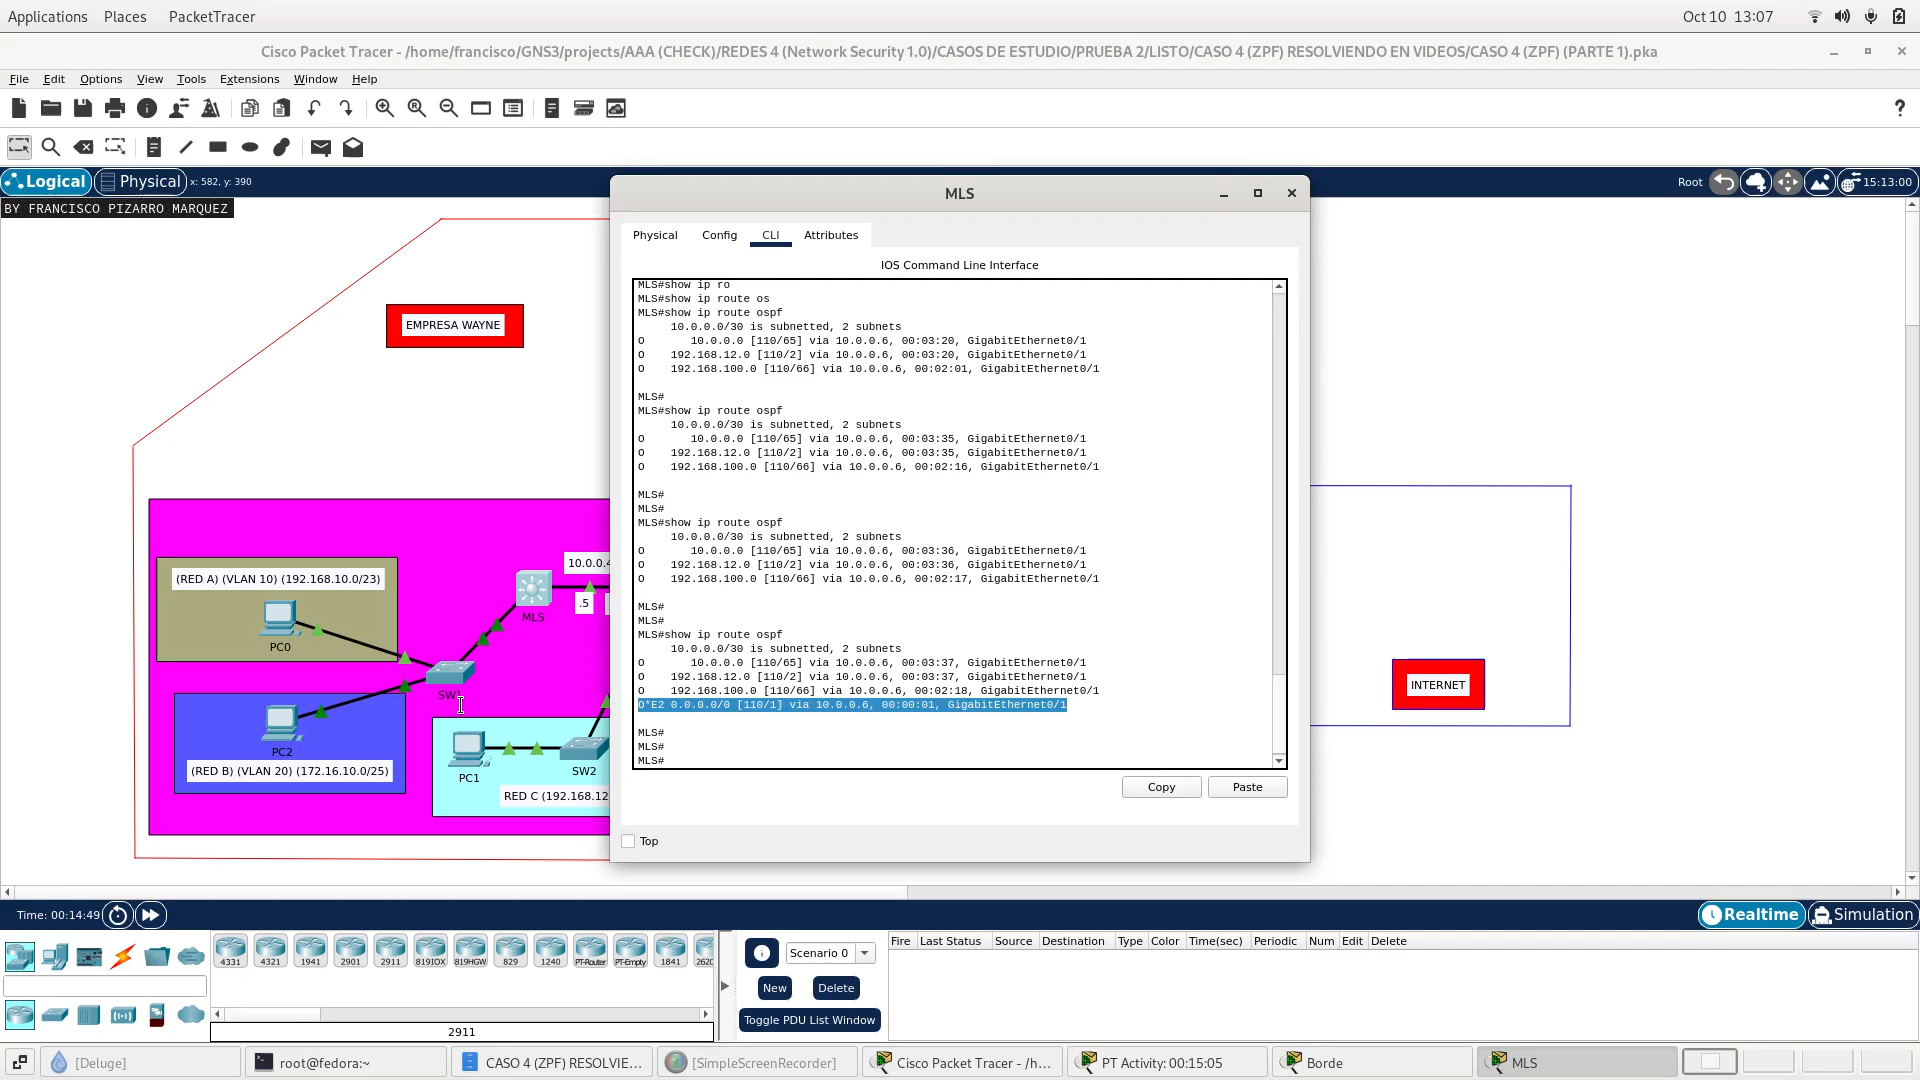 Applications Places PacketTracer
Oct 10 13:07
Cisco Packet Tracer - /home/francisco/GNS3/projects/AAA (CHECK)/REDES 4 (Network Security 1.0)/CASOS DE ESTUDIO/PRUEBA 2/LISTO/CASO 4 (ZPF) RESOLVIENDO EN VIDEOS/CASO 4 (ZPF) (PARTE 1).pka
File Edit Options View Tools Extensions Window Help
Logical Physical x: 582, y: 390
Root 15:13:00
BY FRANCISCO PIZARRO MARQUEZ
EMPRESA WAYNE
(RED A) (VLAN 10) (192.168.10.0/23)
PC0
MLS
10.0.0.4
.5
SW1
PC2
(RED B) (VLAN 20) (172.16.10.0/25)
PC1
SW2
RED C (192.168.12
INTERNET
MLS
Physical Config CLI Attributes
IOS Command Line Interface
MLS#show ip ro
MLS#show ip route os
MLS#show ip route ospf
10.0.0.0/30 is subnetted, 2 subnets
O 10.0.0.0 [110/65] via 10.0.0.6, 00:03:20, GigabitEthernet0/1
O 192.168.12.0 [110/2] via 10.0.0.6, 00:03:20, GigabitEthernet0/1
O 192.168.100.0 [110/66] via 10.0.0.6, 00:02:01, GigabitEthernet0/1
MLS#
MLS#show ip route ospf
10.0.0.0/30 is subnetted, 2 subnets
O 10.0.0.0 [110/65] via 10.0.0.6, 00:03:35, GigabitEthernet0/1
O 192.168.12.0 [110/2] via 10.0.0.6, 00:03:35, GigabitEthernet0/1
O 192.168.100.0 [110/66] via 10.0.0.6, 00:02:16, GigabitEthernet0/1
MLS#
MLS#
MLS#show ip route ospf
10.0.0.0/30 is subnetted, 2 subnets
O 10.0.0.0 [110/65] via 10.0.0.6, 00:03:36, GigabitEthernet0/1
O 192.168.12.0 [110/2] via 10.0.0.6, 00:03:36, GigabitEthernet0/1
O 192.168.100.0 [110/66] via 10.0.0.6, 00:02:17, GigabitEthernet0/1
MLS#
MLS#
MLS#show ip route ospf
10.0.0.0/30 is subnetted, 2 subnets
O 10.0.0.0 [110/65] via 10.0.0.6, 00:03:37, GigabitEthernet0/1
O 192.168.12.0 [110/2] via 10.0.0.6, 00:03:37, GigabitEthernet0/1
O 192.168.100.0 [110/66] via 10.0.0.6, 00:02:18, GigabitEthernet0/1
O*E2 0.0.0.0/0 [110/1] via 10.0.0.6, 00:00:01, GigabitEthernet0/1
MLS#
MLS#
MLS#
Copy Paste
Top
Time: 00:14:49
Realtime Simulation
4331 4321 1941 2901 2911 819IOX 819HGW 829 1240 PT-Router PT-Empty 1841 2620
2911
Scenario 0
New Delete
Toggle PDU List Window
Fire Last Status Source Destination Type Color Time(sec) Periodic Num Edit Delete
[Deluge] root@fedora:~ CASO 4 (ZPF) RESOLVIE... [SimpleScreenRecorder] Cisco Packet Tracer - /h... PT Activity: 00:15:05 Borde MLS